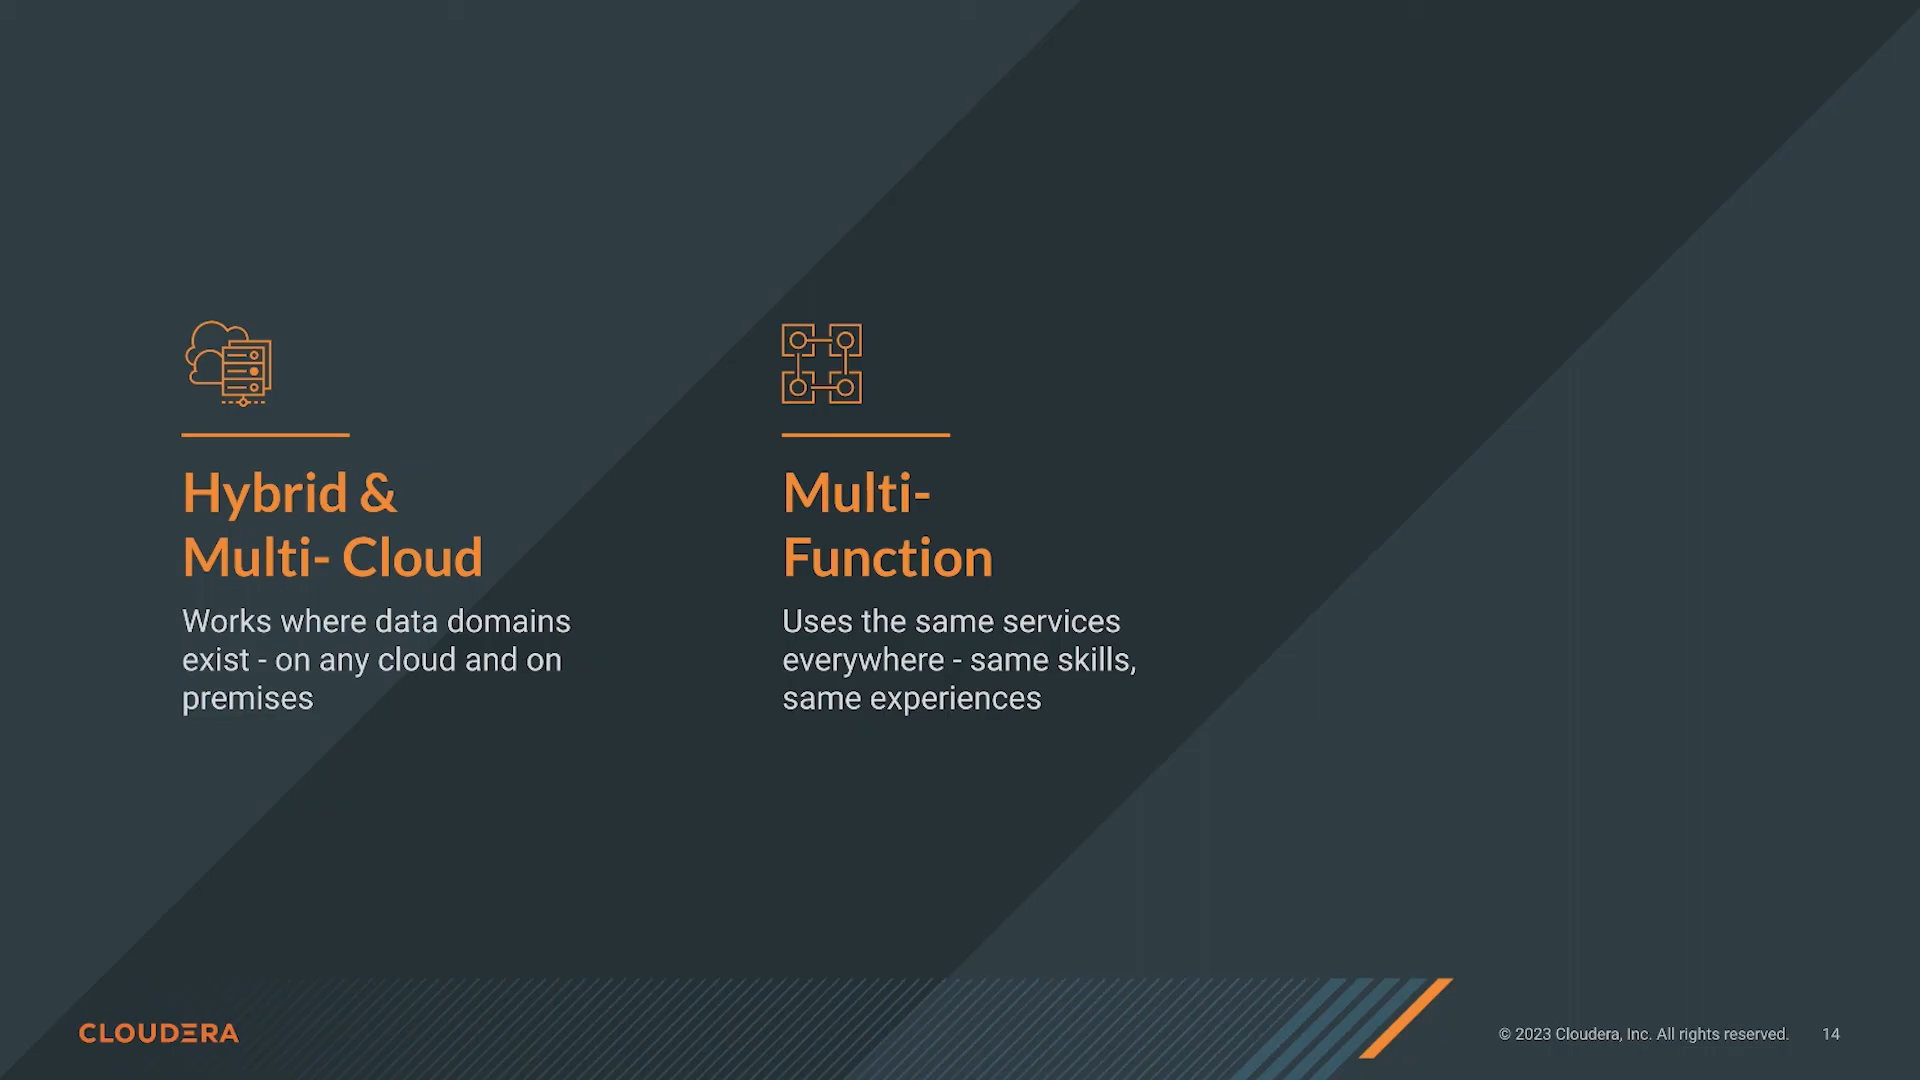 Hybrid &
Multi- Cloud
Works where data domains
exist - on any cloud and on
premises
Multi-
Function
Uses the same services
everywhere - same skills,
same experiences
CLOUDERA
© 2023 Cloudera, Inc. All rights reserved.
14